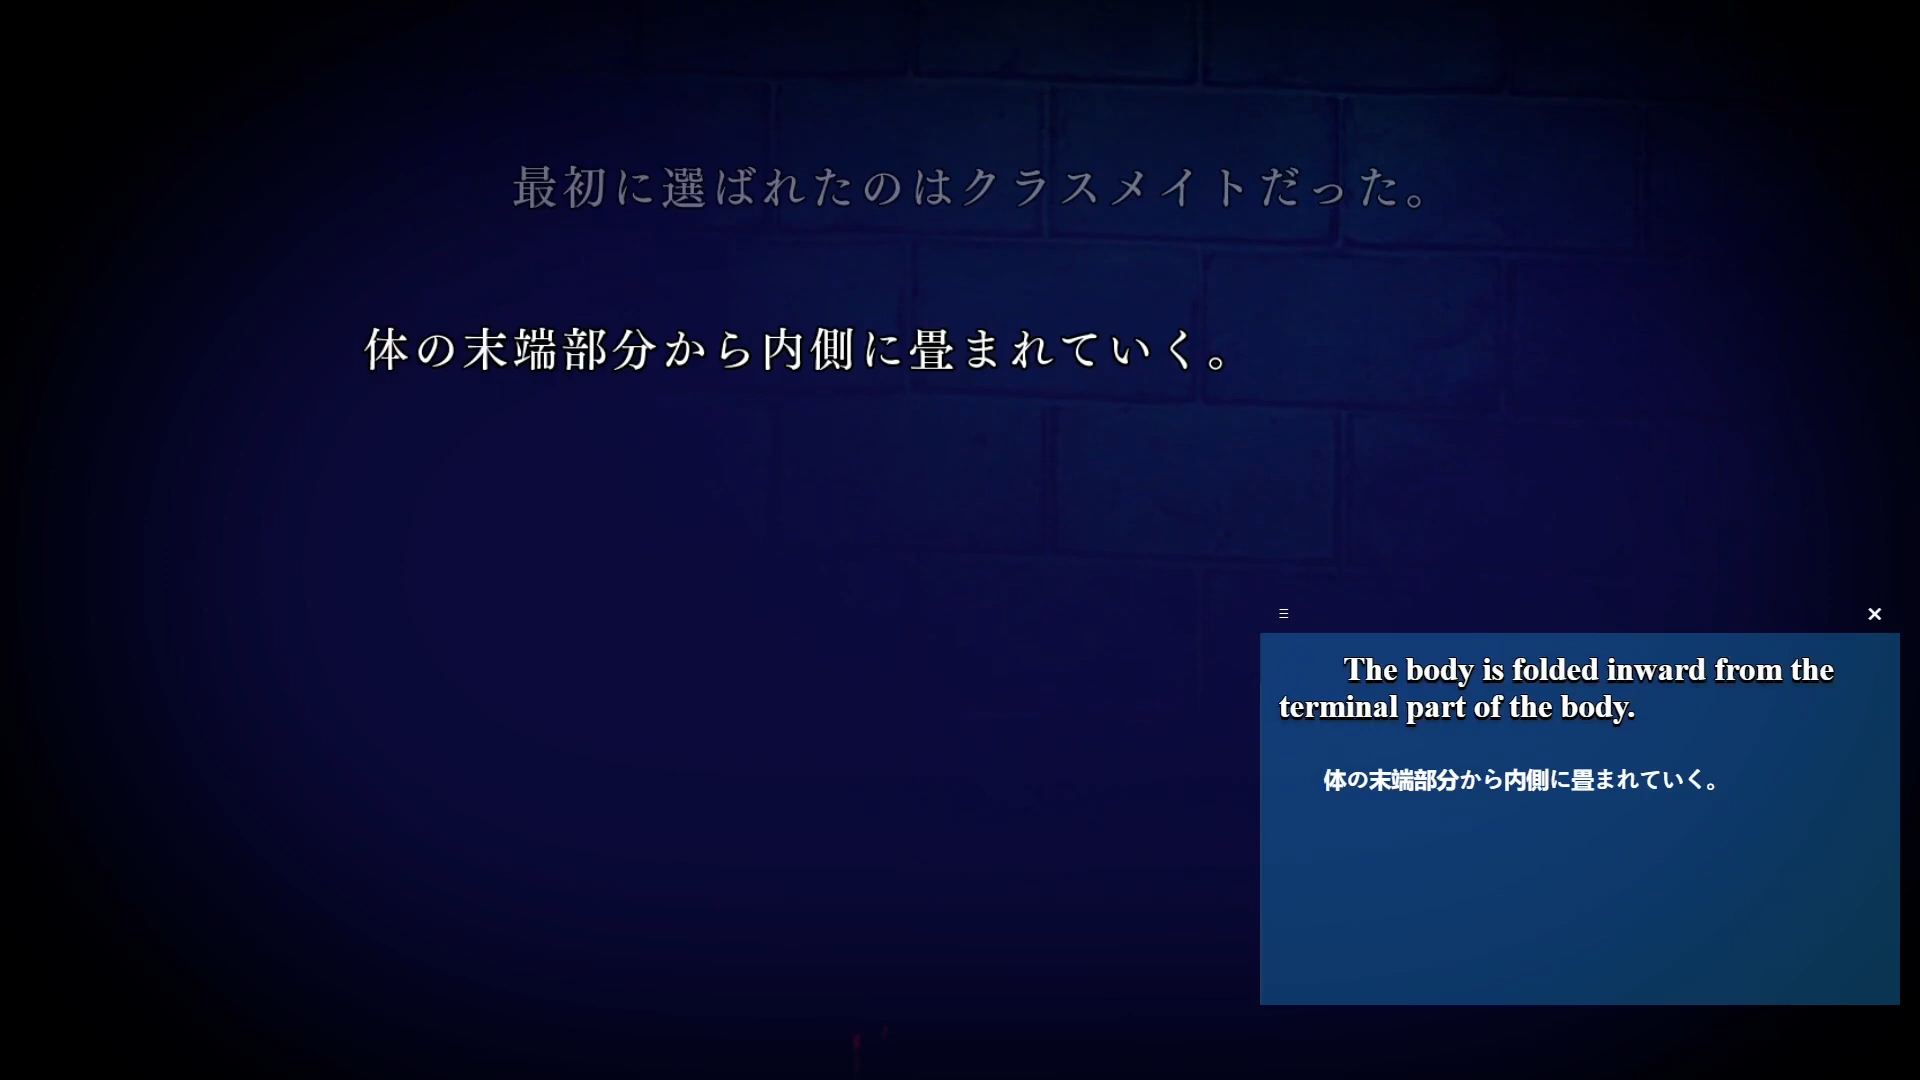 最初に選ばれたのはクラスメイトだった。
体の末端部分から内側に畳まれていく。
The body is folded inward from the
terminal part of the body.
体の末端部分から内側に畳まれていく。